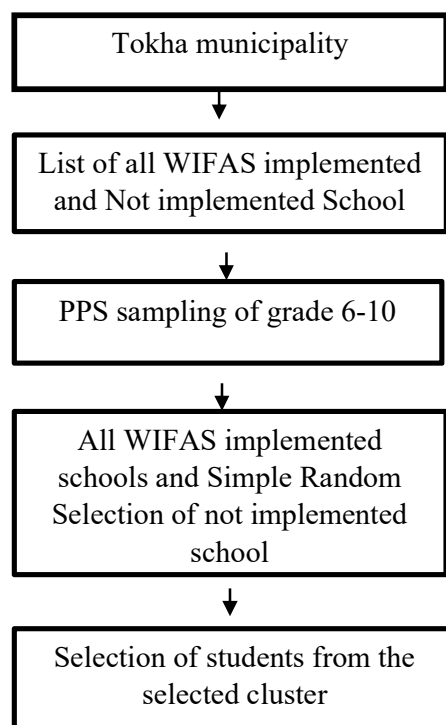 Tokha municipality
List of all WIFAS implemented
and Not implemented School
PPS sampling of grade 6-10
All WIFAS implemented
schools and Simple Random
Selection of not implemented
school
Selection of students from the
selected cluster